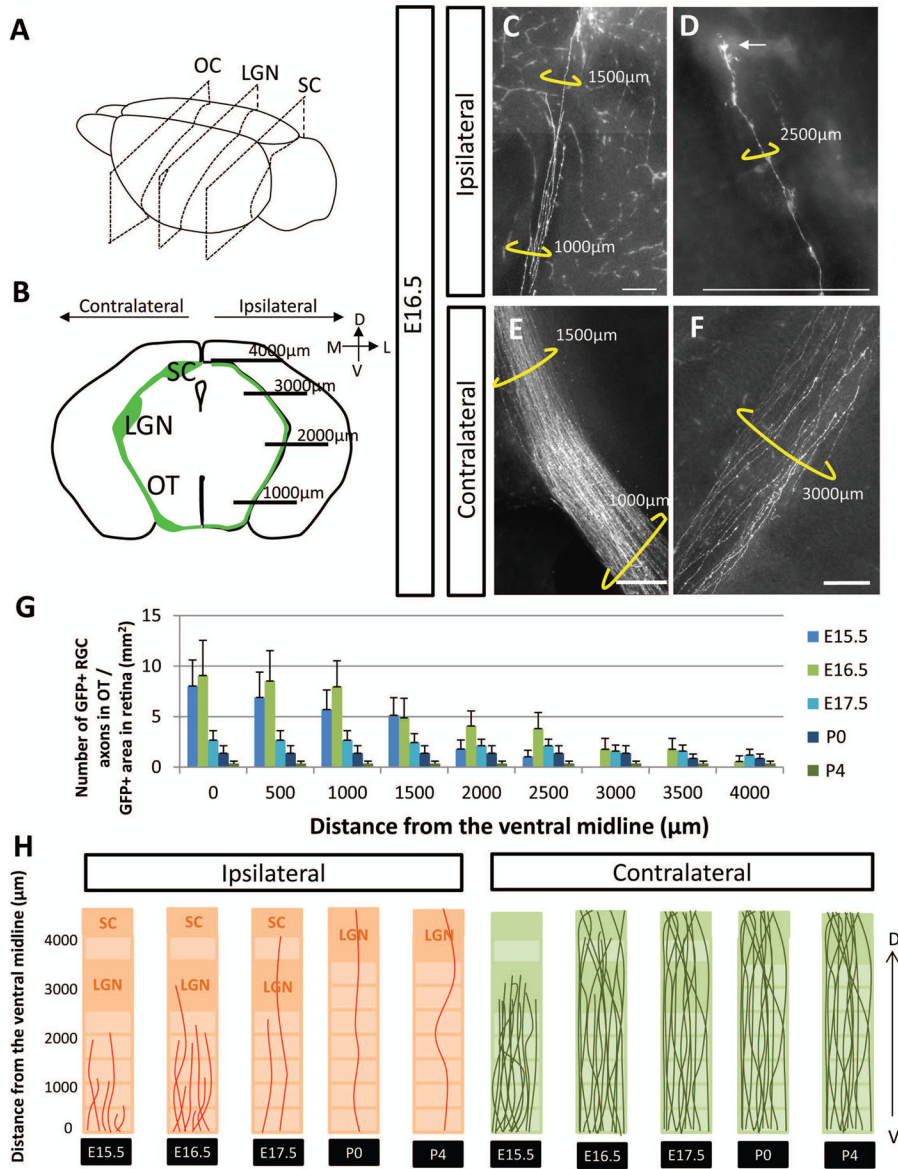 A
OC
LGN
SC
B
Contralateral
Ipsilateral
D
M
L
V
4000µm
SC
3000µm
LGN
2000µm
OT
1000µm
E16.5
Ipsilateral
Contralateral
C
1500µm
1000µm
D
2500µm
E
1500µm
1000µm
F
3000µm
G
Number of GFP+ RGC
axons in OT /
GFP+ area in retina (mm²)
15
10
5
0
0 500 1000 1500 2000 2500 3000 3500 4000
Distance from the ventral midline (µm)
E15.5
E16.5
E17.5
P0
P4
H
Ipsilateral
Contralateral
Distance from the ventral midline (µm)
4000
3000
2000
1000
0
SC
LGN
SC
LGN
SC
LGN
LGN
LGN
D
V
E15.5 E16.5 E17.5 P0 P4
E15.5 E16.5 E17.5 P0 P4